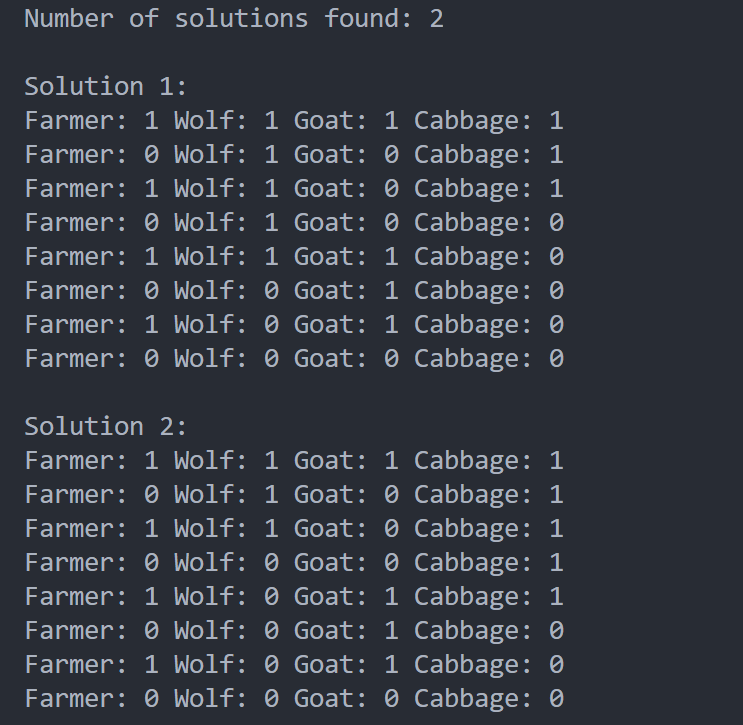 Number of solutions found: 2
Solution 1:
Farmer: 1 Wolf: 1 Goat: 1 Cabbage: 1
Farmer: 0 Wolf: 1 Goat: 0 Cabbage: 1
Farmer: 1 Wolf: 1 Goat: 0 Cabbage: 1
Farmer: 0 Wolf: 1 Goat: 0 Cabbage: 0
Farmer: 1 Wolf: 1 Goat: 1 Cabbage: 0
Farmer: 0 Wolf: 0 Goat: 1 Cabbage: 0
Farmer: 1 Wolf: 0 Goat: 1 Cabbage: 0
Farmer: 0 Wolf: 0 Goat: 0 Cabbage: 0
Solution 2:
Farmer: 1 Wolf: 1 Goat: 1 Cabbage: 1
Farmer: 0 Wolf: 1 Goat: 0 Cabbage: 1
Farmer: 1 Wolf: 1 Goat: 0 Cabbage: 1
Farmer: 0 Wolf: 0 Goat: 0 Cabbage: 1
Farmer: 1 Wolf: 0 Goat: 1 Cabbage: 1
Farmer: 0 Wolf: 0 Goat: 1 Cabbage: 0
Farmer: 1 Wolf: 0 Goat: 1 Cabbage: 0
Farmer: 0 Wolf: 0 Goat: 0 Cabbage: 0